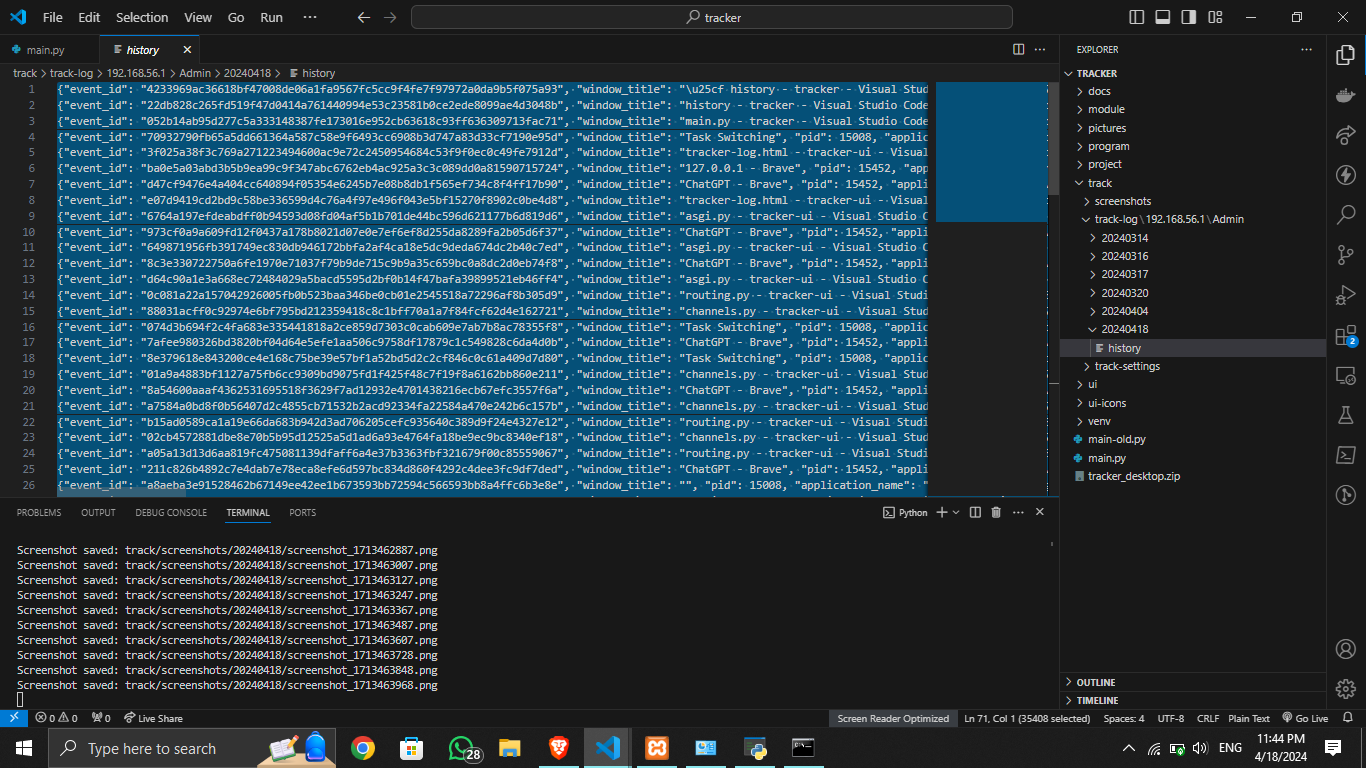 File Edit Selection View Go Run ··· tracker
main.py history
track > track-log > 192.168.56.1 > Admin > 20240418 > history
1 {"event_id": "4233969ac36618bf47008de06a1fa9567fc5cc9f4fe7f97972a0da9b5f075a93", "window_title": "\u25cf history - tracker - Visual Stud
2 {"event_id": "22db828c265fd519f47d0414a761440994e53c23581b0ce2ede8099ae4d3048b", "window_title": "history - tracker - Visual Studio Code
3 {"event_id": "052b14ab95d277c5a333148387fe173016e952cb63618c93ff636309713fac71", "window_title": "main.py - tracker - Visual Studio Code
4 {"event_id": "70932790fb65a5dd661364a587c58e9f6493cc6908b3d747a83d33cf7190e95d", "window_title": "Task Switching", "pid": 15008, "applic
5 {"event_id": "3f025a38f03c769a271223494600ac9e72c2450954684c53f9f0ec0c49fe7912d", "window_title": "tracker-log.html - tracker-ui - Visua
6 {"event_id": "ba0e5a03abd3b5b9ea99c9f347abc6762eb4ac925a3c3c089dd0a81590715724", "window_title": "127.0.0.1 - Brave", "pid": 15452, "app
7 {"event_id": "d47cf9476e4a404cc640894f05354e6245b7e08b8db1f565ef734c8f4ff17b90", "window_title": "ChatGPT - Brave", "pid": 15452, "appli
8 {"event_id": "e07d9419cd2bd9c58be336599d4c76a4f97e496f043e5bf15270f8902c0be4d8", "window_title": "tracker-log.html - tracker-ui - Visual
9 {"event_id": "6764a197efdeabdff0b94593d08fd04af5b1b701de44bc596d621177b6d819d6", "window_title": "asgi.py - tracker-ui - Visual Studio C
10 {"event_id": "973cf0a9a609fd12f0437a178b8021d07e0e7ef6ef8d255da8289fa2b05d6f37", "window_title": "ChatGPT - Brave", "pid": 15452, "appli
11 {"event_id": "649871956fb391749ec830db946172bbfa2af4ca18e5dc9deda674dc2b40c7ed", "window_title": "asgi.py - tracker-ui - Visual Studio C
12 {"event_id": "8c3e330722750a6fe1970e71037f79b9de715c9b9a35c659bc0a8dc2d0eb74f8", "window_title": "ChatGPT - Brave", "pid": 15452, "appli
13 {"event_id": "d64c90a1e3a668ec72484029a5bacd5595d2bf0b14f47bafa39899521eb46ff4", "window_title": "asgi.py - tracker-ui - Visual Studio C
14 {"event_id": "0c081a22a157042926005fb0b523baa346be0cb01e2545518a72296af8b305d9", "window_title": "routing.py - tracker-ui - Visual Studi
15 {"event_id": "88031acff0c92974e6bf795bd212359418c8c1bff70a1a7f84fcf62d4e162721", "window_title": "channels.py - tracker-ui - Visual Stud
16 {"event_id": "074d3b694f2c4fa683e335441818a2ce859d7303c0cab609e7ab7b8ac78355f8", "window_title": "Task Switching", "pid": 15008, "applic
17 {"event_id": "7afee980326bd3820bf04d64e5efe1aa506c9758df17879c1c549828c6da4d0b", "window_title": "ChatGPT - Brave", "pid": 15452, "appli
18 {"event_id": "8e379618e843200ce4e168c75be39e57bf1a52bd5d2c2cf846c0c61a409d7d80", "window_title": "Task Switching", "pid": 15008, "applic
19 {"event_id": "01a9a4883bf1127a75fb6cc9309bd9075fd1f425f48c7f19f8a6162bb860e211", "window_title": "channels.py - tracker-ui - Visual Stud
20 {"event_id": "8a54600aaaf4362531695518f3629f7ad12932e4701438216ecb67efc3557f6a", "window_title": "ChatGPT - Brave", "pid": 15452, "appli
21 {"event_id": "a7584a0bd8f0b56407d2c4855cb71532b2acd92334fa22584a470e242b6c157b", "window_title": "channels.py - tracker-ui - Visual Stud
22 {"event_id": "b15ad0589ca1a19e66da683b942d3ad706205cefc935640c389d9f24e4327e12", "window_title": "routing.py - tracker-ui - Visual Studi
23 {"event_id": "02cb4572881dbe8e70b5b95d12525a5d1ad6a93e4764fa18be9ec9bc8340ef18", "window_title": "channels.py - tracker-ui - Visual Stud
24 {"event_id": "a05a13d13d6aa819fc475081139dfaff6a4e37b3363fbf321679f00c85559067", "window_title": "routing.py - tracker-ui - Visual Studi
25 {"event_id": "211c826b4892c7e4dab7e78eca8efe6d597bc834d860f4292c4dee3fc9df7ded", "window_title": "ChatGPT - Brave", "pid": 15452, "appli
26 {"event_id": "a8aeba3e91528462b67149ee42ee1b673593bb72594c566593bb8a4ffc6b3e8e", "window_title": "", "pid": 15008, "application_name": "
PROBLEMS OUTPUT DEBUG CONSOLE TERMINAL PORTS Python
Screenshot saved: track/screenshots/20240418/screenshot_1713462887.png
Screenshot saved: track/screenshots/20240418/screenshot_1713463007.png
Screenshot saved: track/screenshots/20240418/screenshot_1713463127.png
Screenshot saved: track/screenshots/20240418/screenshot_1713463247.png
Screenshot saved: track/screenshots/20240418/screenshot_1713463367.png
Screenshot saved: track/screenshots/20240418/screenshot_1713463487.png
Screenshot saved: track/screenshots/20240418/screenshot_1713463607.png
Screenshot saved: track/screenshots/20240418/screenshot_1713463728.png
Screenshot saved: track/screenshots/20240418/screenshot_1713463848.png
Screenshot saved: track/screenshots/20240418/screenshot_1713463968.png
EXPLORER
TRACKER
docs
module
pictures
program
project
track
screenshots
track-log\192.168.56.1\Admin
20240314
20240316
20240317
20240320
20240404
20240418
history
track-settings
ui
ui-icons
venv
main-old.py
main.py
tracker_desktop.zip
OUTLINE
TIMELINE
2
0 0 0 Live Share Screen Reader Optimized Ln 71, Col 1 (35408 selected) Spaces: 4 UTF-8 CRLF Plain Text Go Live
Type here to search 28 ENG 11:44 PM
4/18/2024